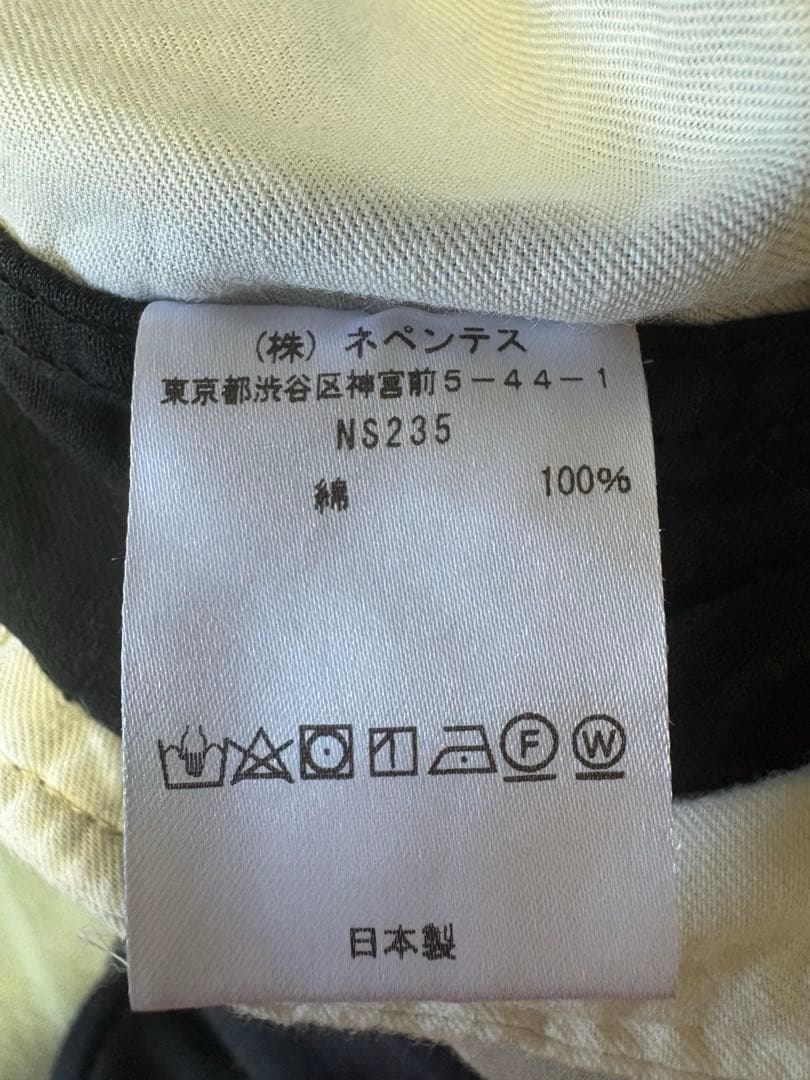 (株) ネペンテス
東京都渋谷区神宮前5-44-1
NS235
綿 100%
F W
日本製